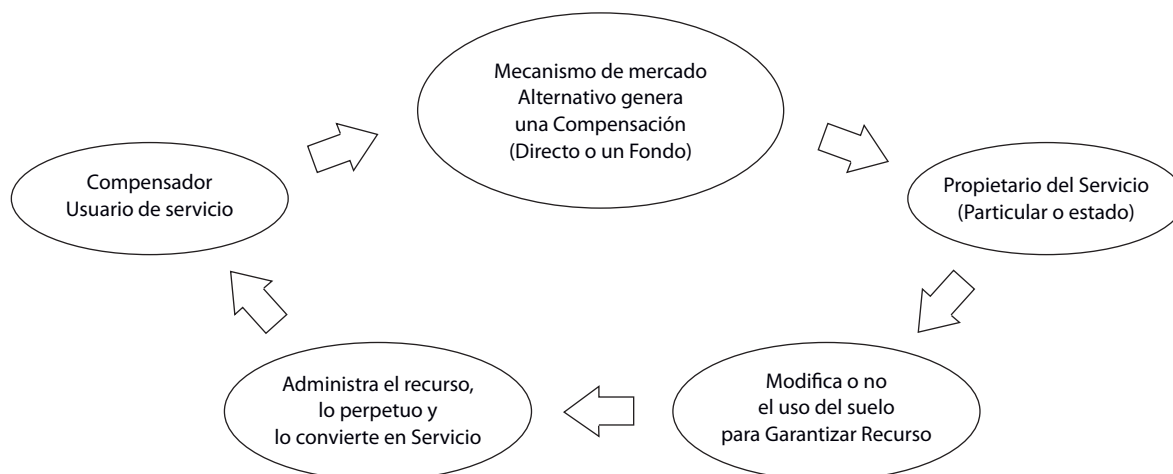 Mecanismo de mercado
Alternativo genera
una Compensación
(Directo o un Fondo)
Compensador
Usuario de servicio
Propietario del Servicio
(Particular o estado)
Administra el recurso,
lo perpetuo y
lo convierte en Servicio
Modifica o no
el uso del suelo
para Garantizar Recurso